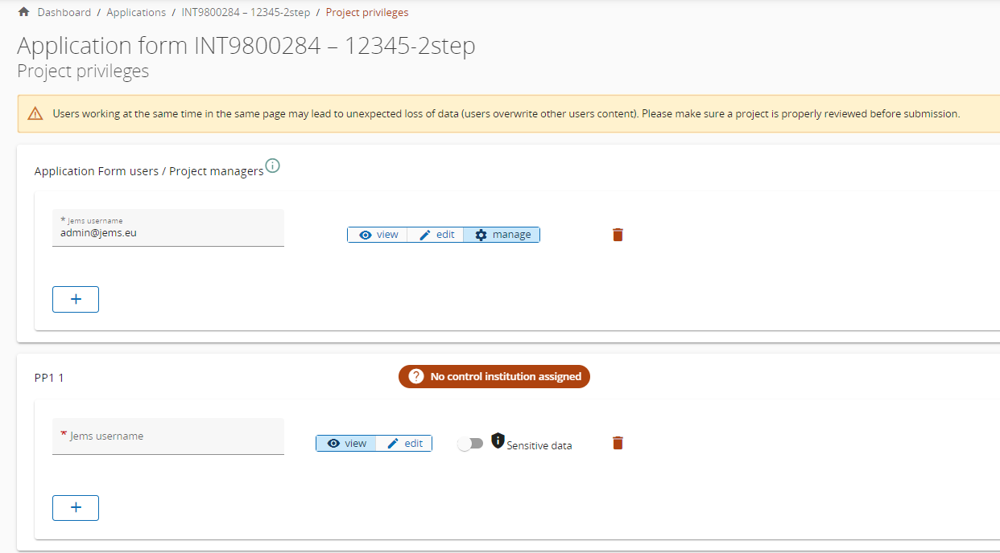 Dashboard / Applications / INT9800284 – 12345-2step / Project privileges
Application form INT9800284 – 12345-2step
Project privileges
Users working at the same time in the same page may lead to unexpected loss of data (users overwrite other users content). Please make sure a project is properly reviewed before submission.
Application Form users / Project managers
* Jems username
admin@jems.eu
view edit manage
+
PP1 1
No control institution assigned
* Jems username
view edit
Sensitive data
+